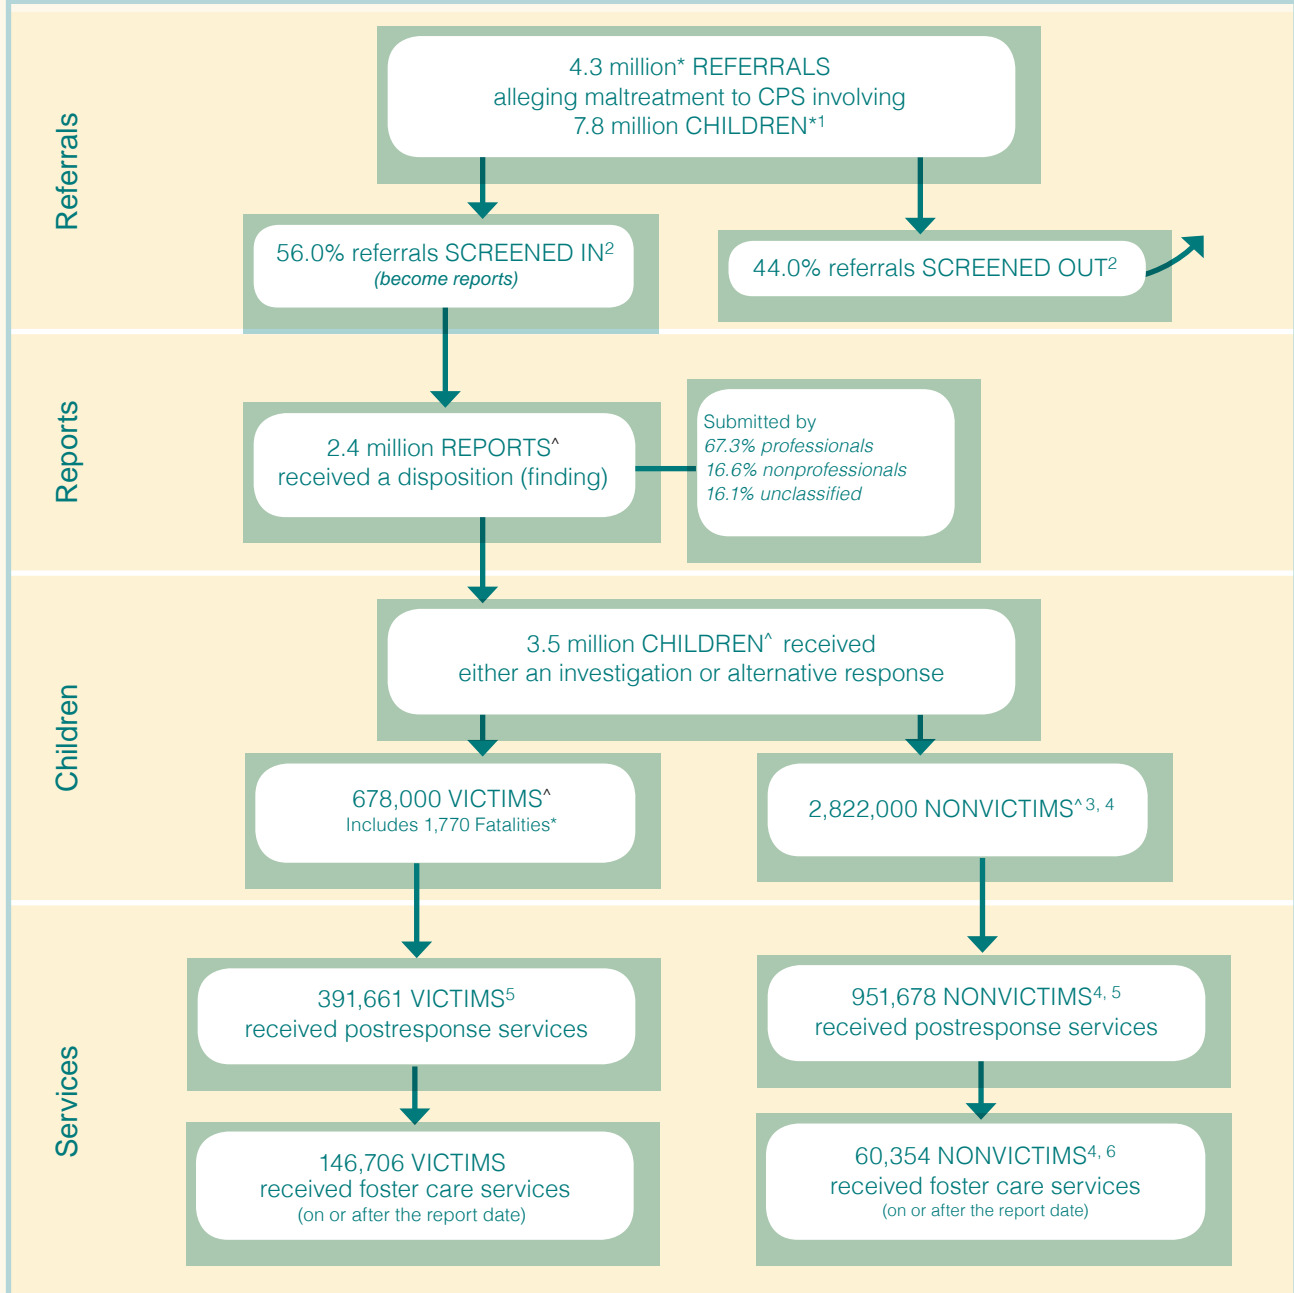 Referrals
4.3 million* REFERRALS
alleging maltreatment to CPS involving
7.8 million CHILDREN*1
56.0% referrals SCREENED IN2
(become reports)
44.0% referrals SCREENED OUT2
Reports
2.4 million REPORTS^
received a disposition (finding)
Submitted by
67.3% professionals
16.6% nonprofessionals
16.1% unclassified
Children
3.5 million CHILDREN^ received
either an investigation or alternative response
678,000 VICTIMS^
Includes 1,770 Fatalities*
2,822,000 NONVICTIMS^ 3, 4
Services
391,661 VICTIMS5
received postresponse services
951,678 NONVICTIMS4, 5
received postresponse services
146,706 VICTIMS
received foster care services
(on or after the report date)
60,354 NONVICTIMS4, 6
received foster care services
(on or after the report date)